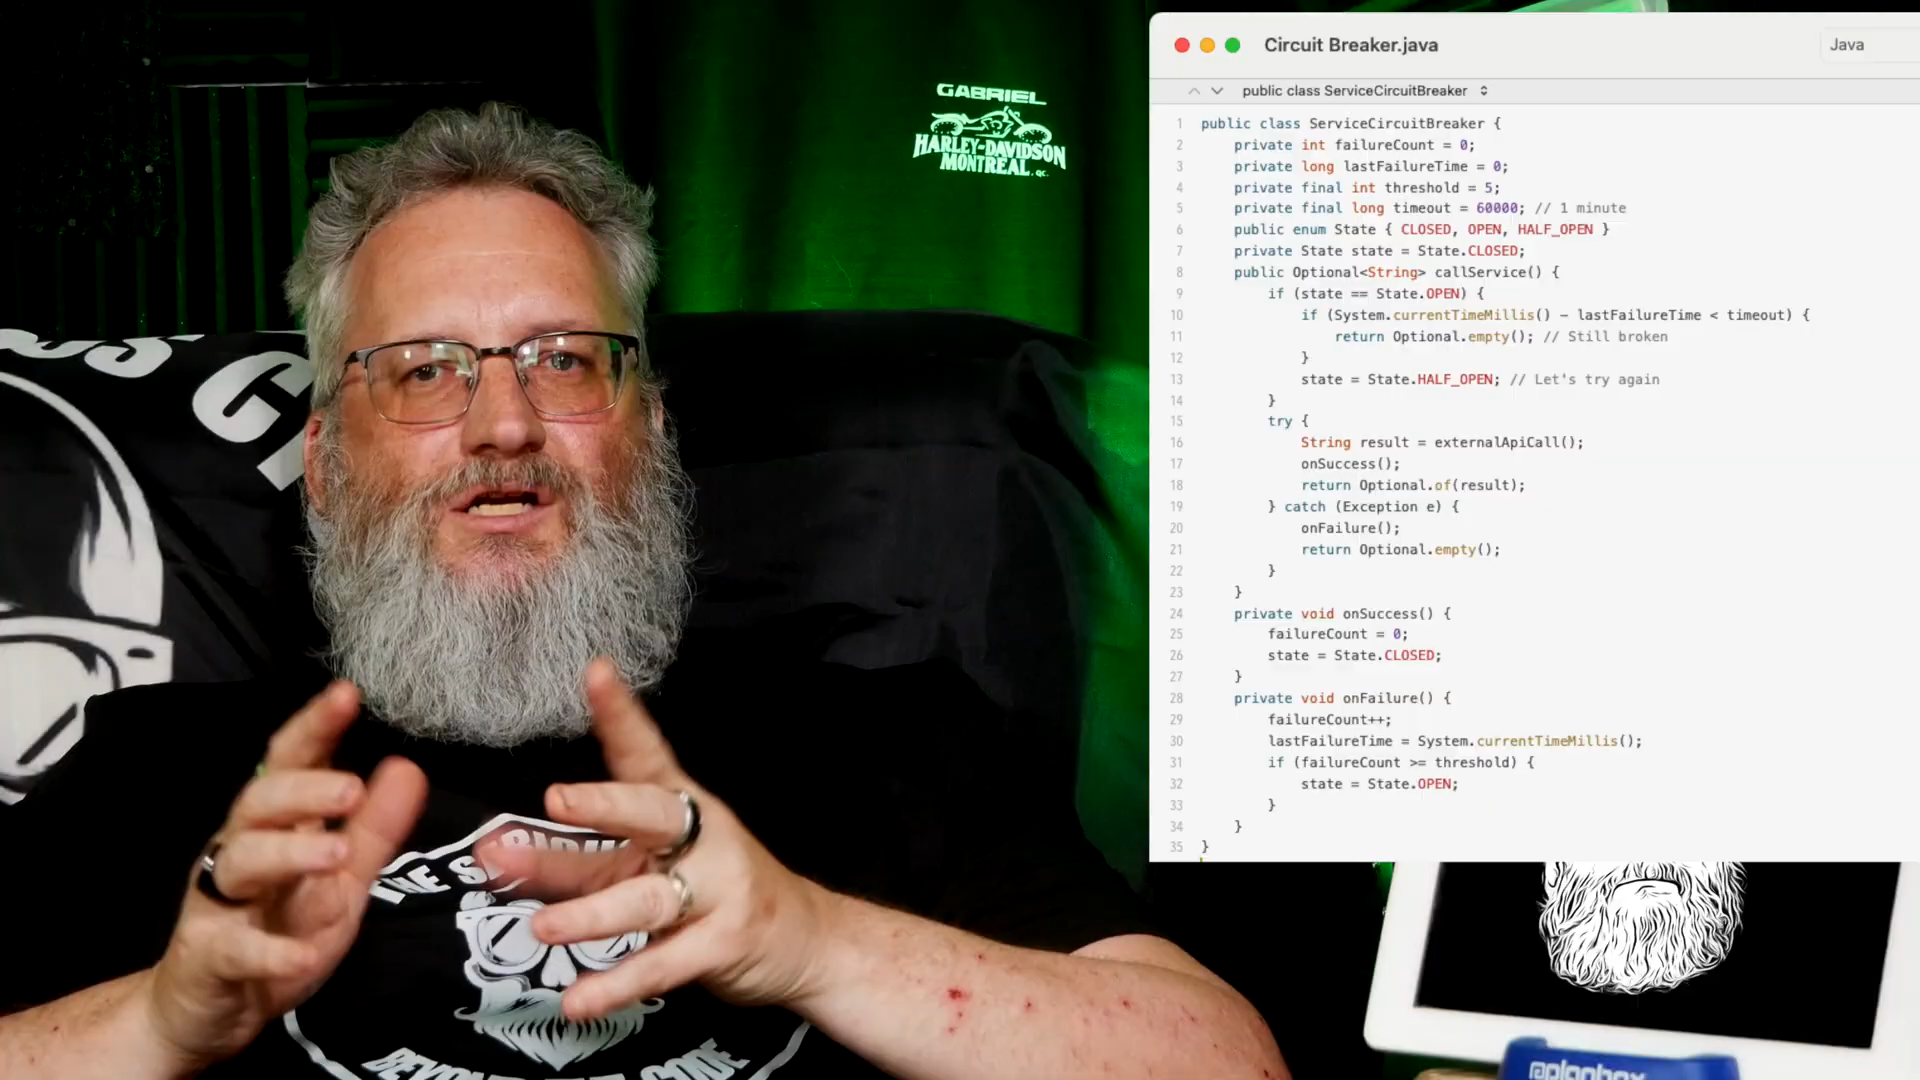 GABRIEL
HARLEY-DAVIDSON
MONTREAL, QC.
THE
BEYOND THE CODE
Circuit Breaker.java
Java
public class ServiceCircuitBreaker
1 public class ServiceCircuitBreaker {
2 private int failureCount = 0;
3 private long lastFailureTime = 0;
4 private final int threshold = 5;
5 private final long timeout = 60000; // 1 minute
6 public enum State { CLOSED, OPEN, HALF_OPEN }
7 private State state = State.CLOSED;
8 public Optional<String> callService() {
9 if (state == State.OPEN) {
10 if (System.currentTimeMillis() - lastFailureTime < timeout) {
11 return Optional.empty(); // Still broken
12 }
13 state = State.HALF_OPEN; // Let's try again
14 }
15 try {
16 String result = externalApiCall();
17 onSuccess();
18 return Optional.of(result);
19 } catch (Exception e) {
20 onFailure();
21 return Optional.empty();
22 }
23 }
24 private void onSuccess() {
25 failureCount = 0;
26 state = State.CLOSED;
27 }
28 private void onFailure() {
29 failureCount++;
30 lastFailureTime = System.currentTimeMillis();
31 if (failureCount >= threshold) {
32 state = State.OPEN;
33 }
34 }
35 }